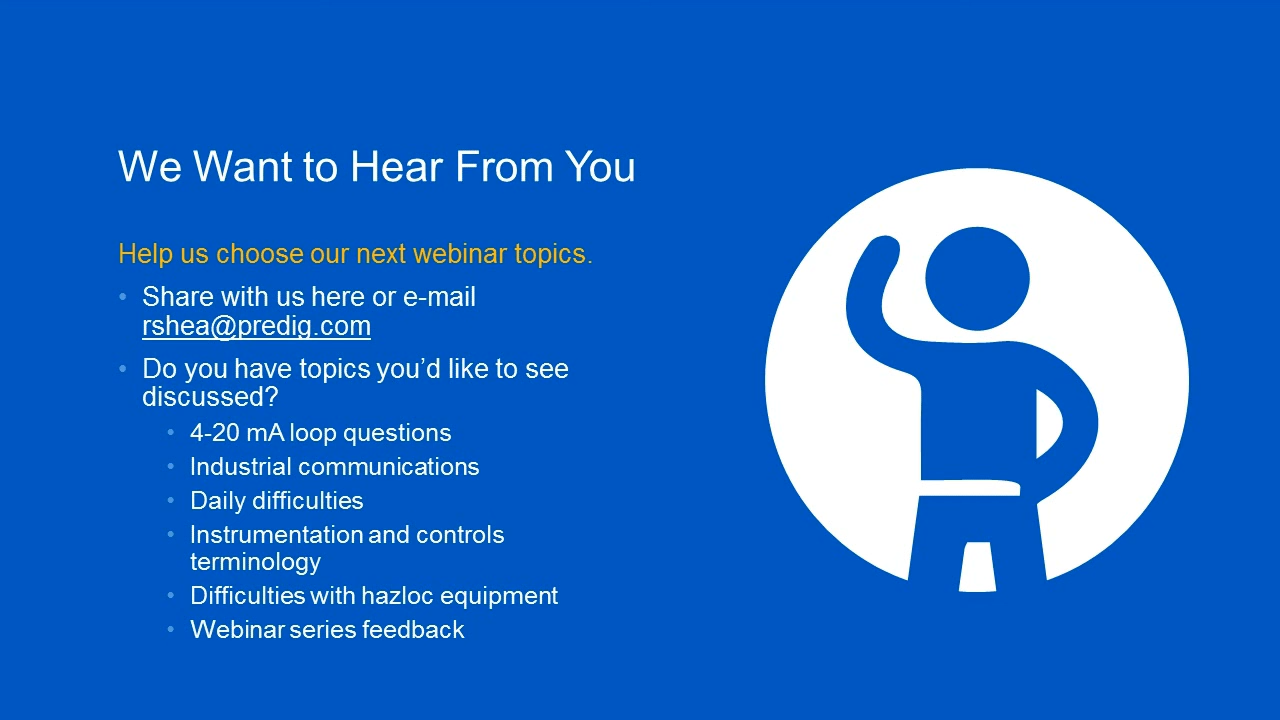 We Want to Hear From You
Help us choose our next webinar topics.
• Share with us here or e-mail
rshea@predig.com
• Do you have topics you’d like to see
discussed?
• 4-20 mA loop questions
• Industrial communications
• Daily difficulties
• Instrumentation and controls
terminology
• Difficulties with hazloc equipment
• Webinar series feedback